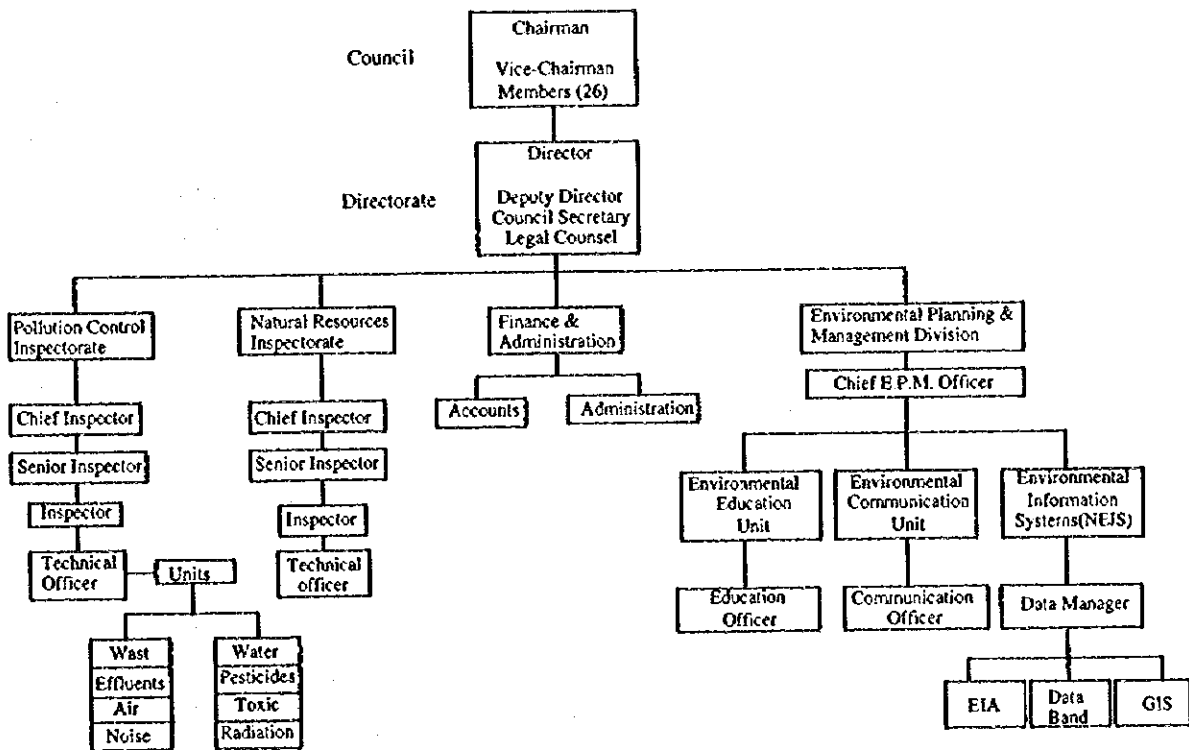 Council
Chairman
Vice-Chairman
Members (26)
Directorate
Director
Deputy Director
Council Secretary
Legal Counsel
Pollution Control
Inspectorate
Natural Resources
Inspectorate
Finance &
Administration
Environmental Planning &
Management Division
Chief Inspector
Senior Inspector
Inspector
Technical
Officer
Units
Wast
Effluents
Air
Noise
Water
Pesticides
Toxic
Radiation
Chief Inspector
Senior Inspector
Inspector
Technical
officer
Accounts
Administration
Chief E P.M. Officer
Environmental
Education
Unit
Environmental
Communication
Unit
Environmental
Information
Systems(NEJS)
Education
Officer
Communication
Officer
Data Manager
EIA
Data
Band
GIS